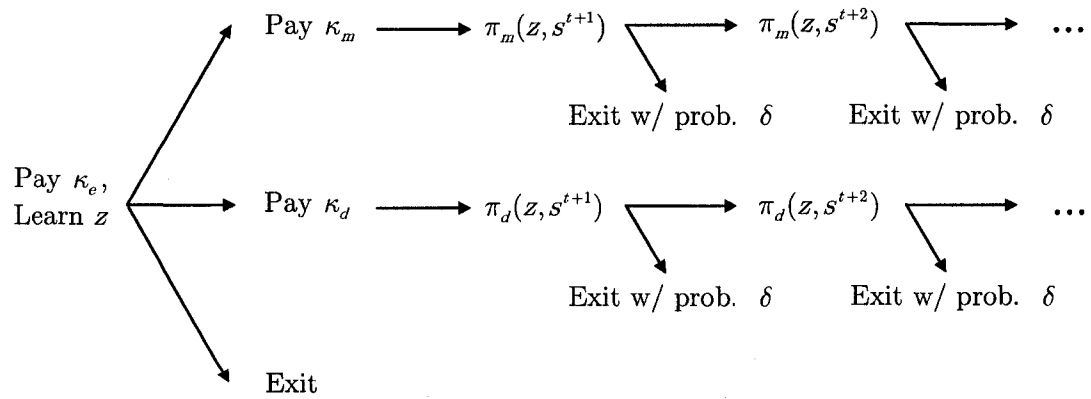 Pay κ_m π_m(z, s^{t+1}) π_m(z, s^{t+2}) ...
Exit w/ prob. δ Exit w/ prob. δ
Pay κ_e,
Learn z
Pay κ_d π_d(z, s^{t+1}) π_d(z, s^{t+2}) ...
Exit w/ prob. δ Exit w/ prob. δ
Exit